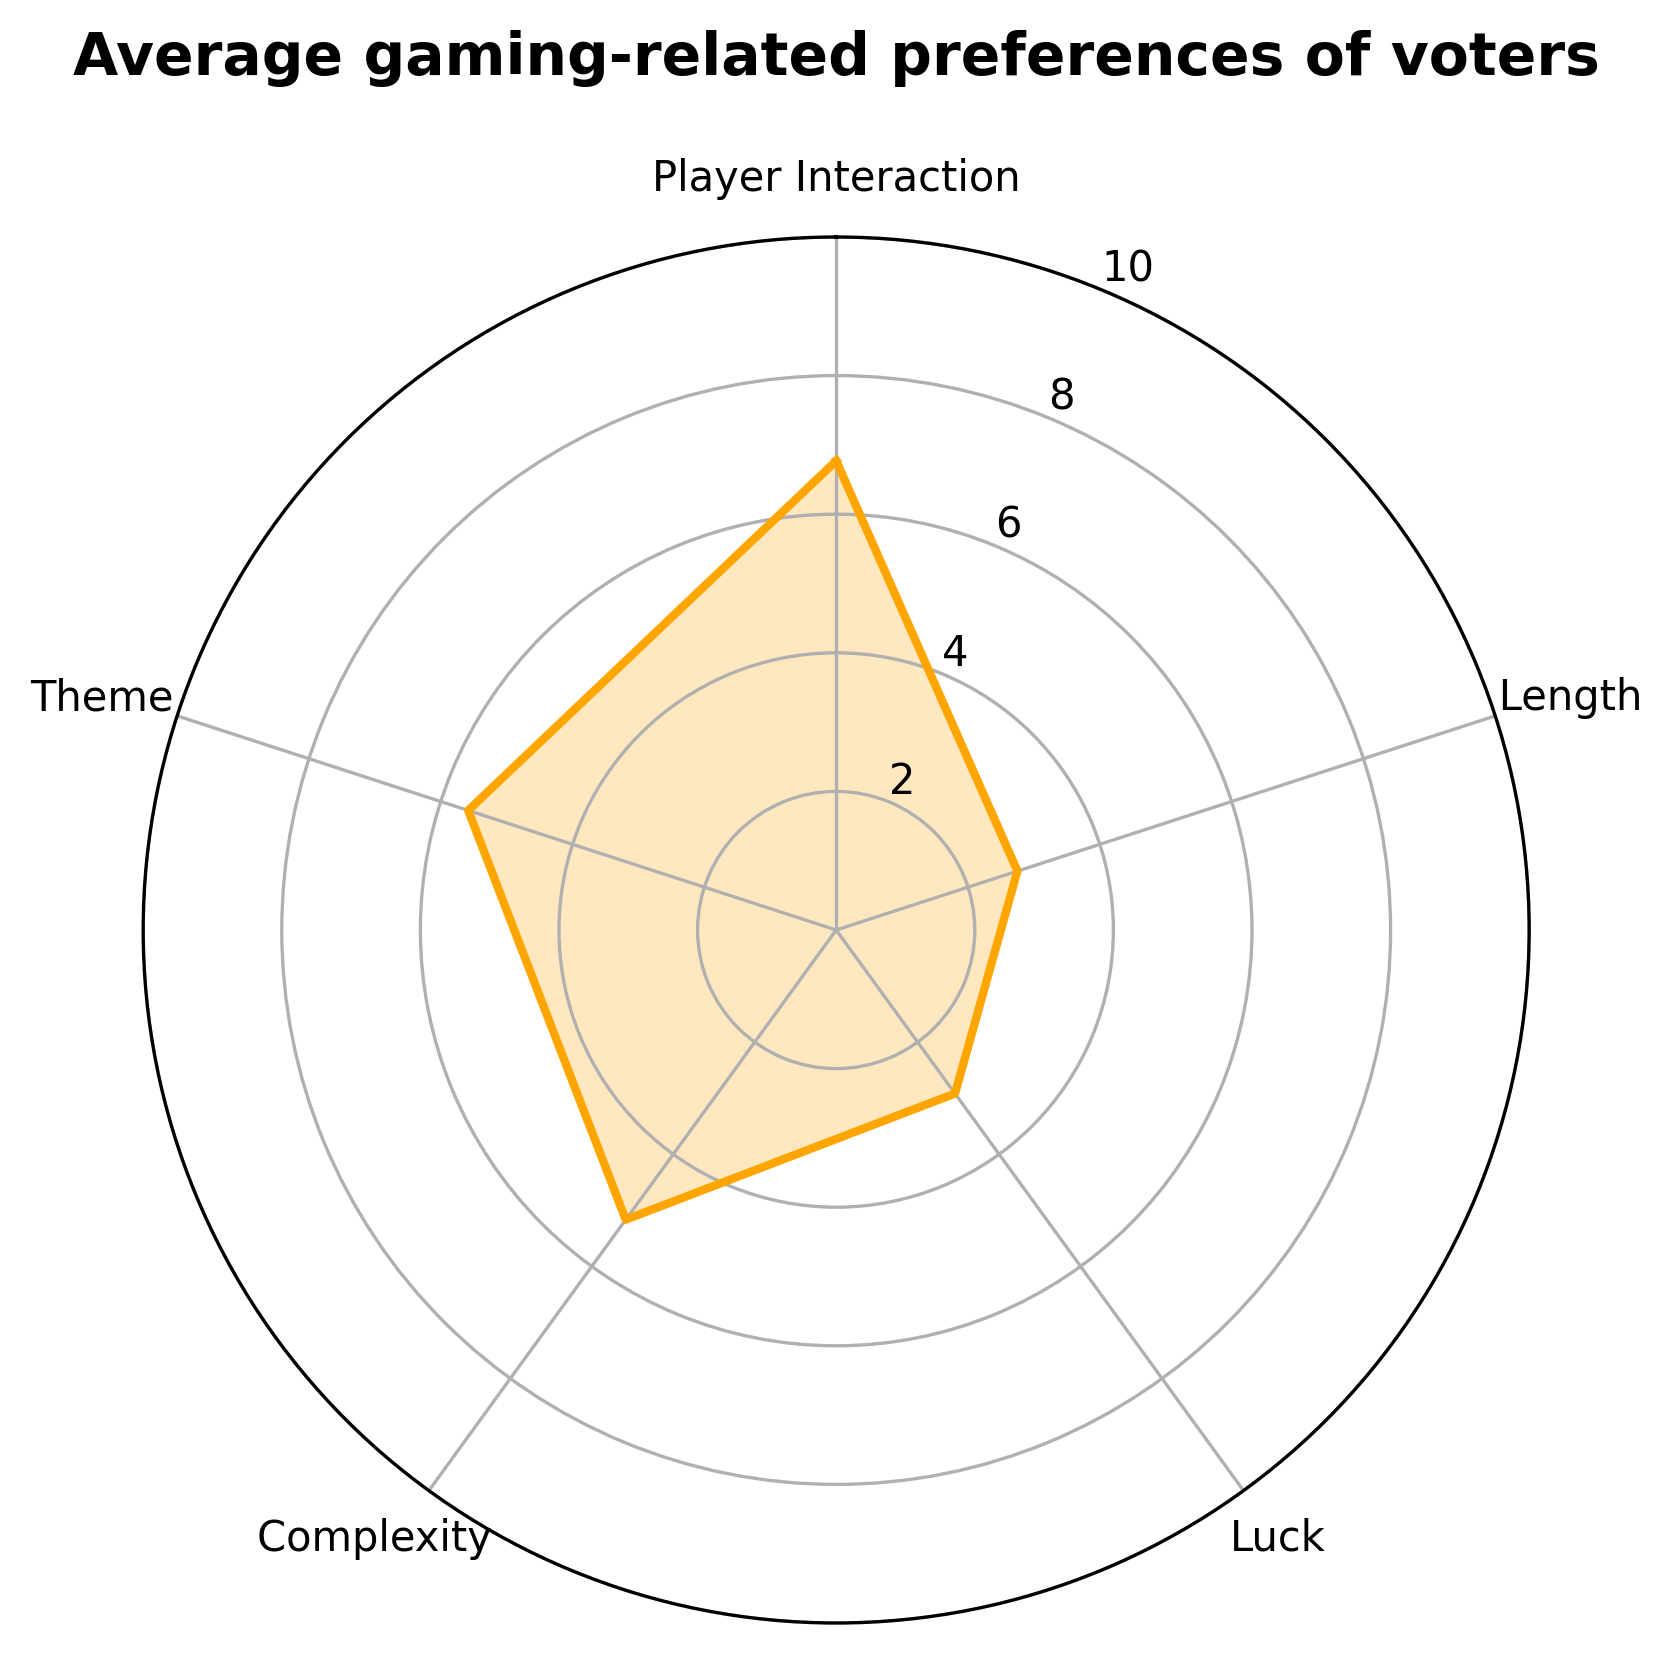 Average gaming-related preferences of voters
Player Interaction
10
8
6
4
2
Theme
Length
Complexity
Luck